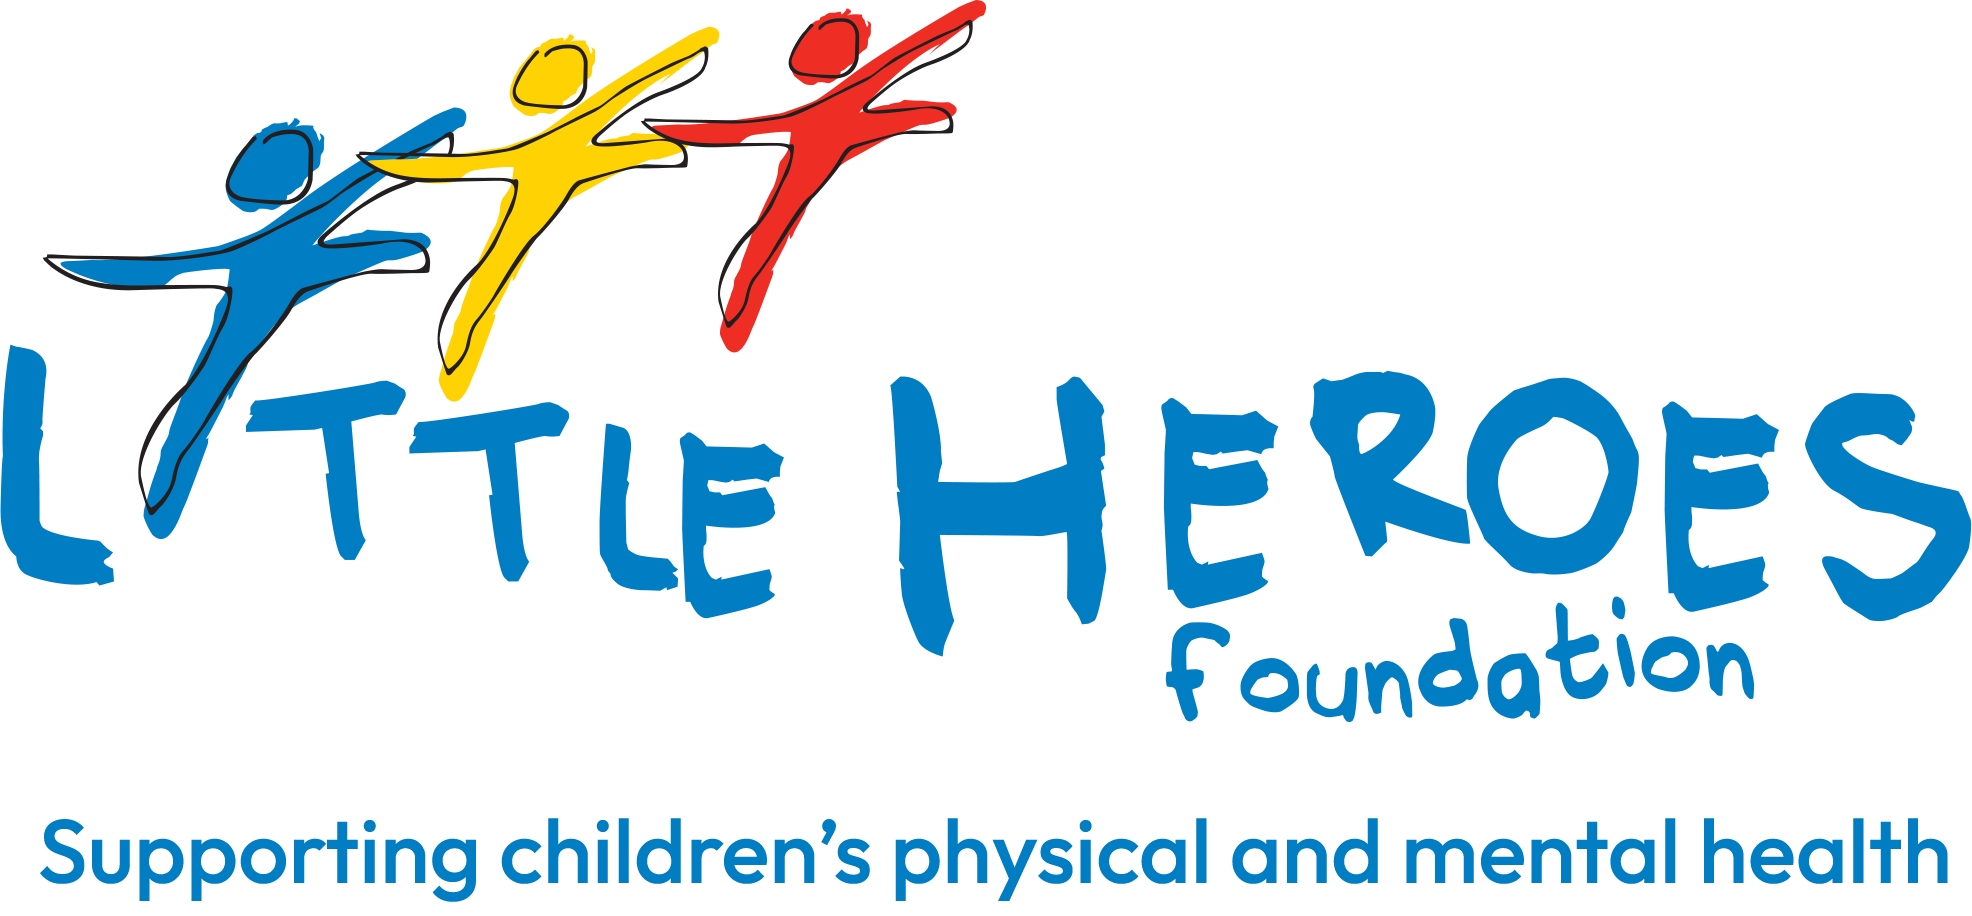 LITTLE HEROES
foundation
Supporting children’s physical and mental health